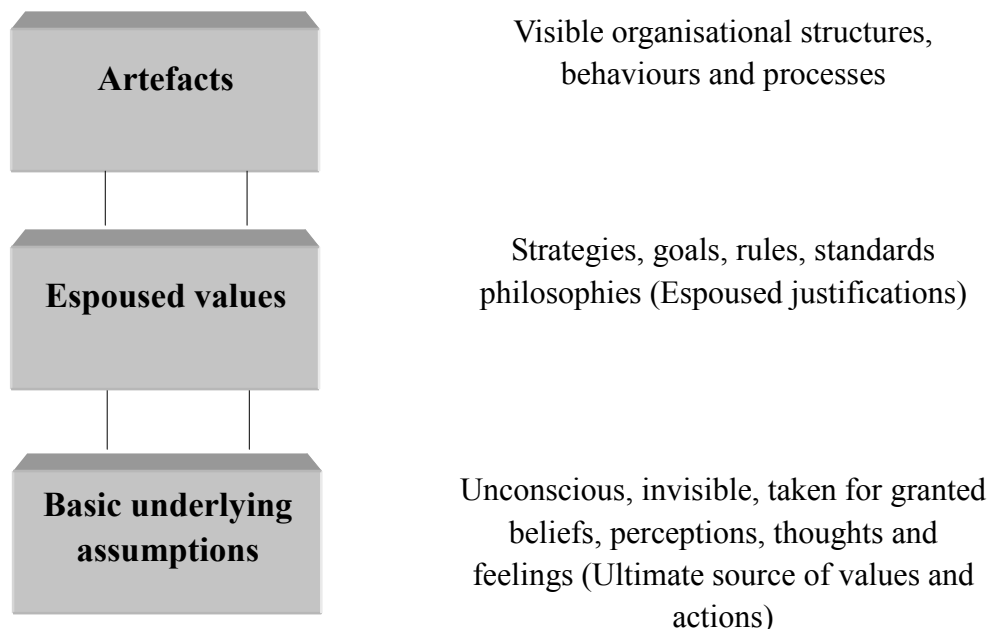 Artefacts
Visible organisational structures,
behaviours and processes
Espoused values
Strategies, goals, rules, standards
philosophies (Espoused justifications)
Basic underlying
assumptions
Unconscious, invisible, taken for granted
beliefs, perceptions, thoughts and
feelings (Ultimate source of values and
actions)